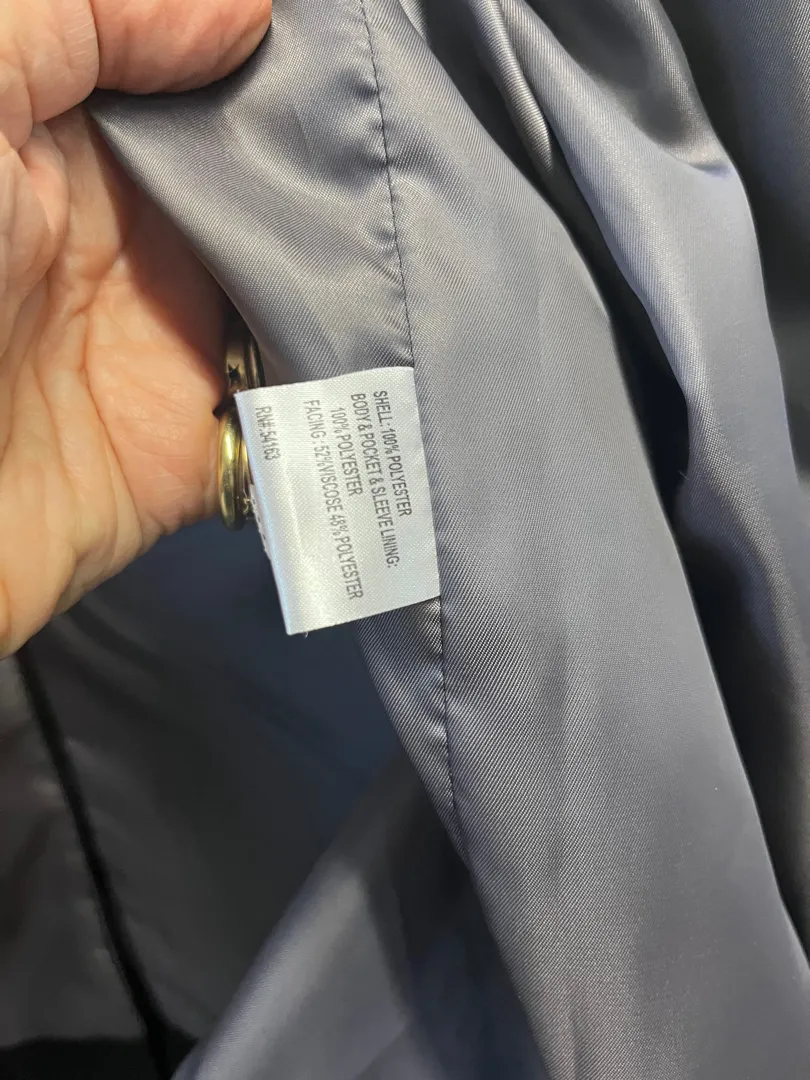 SHELL: 100% POLYESTER
BODY & POCKET & SLEEVE LINING:
100% POLYESTER
FACING: 52%VISCOSE 48% POLYESTER
RN#:54163